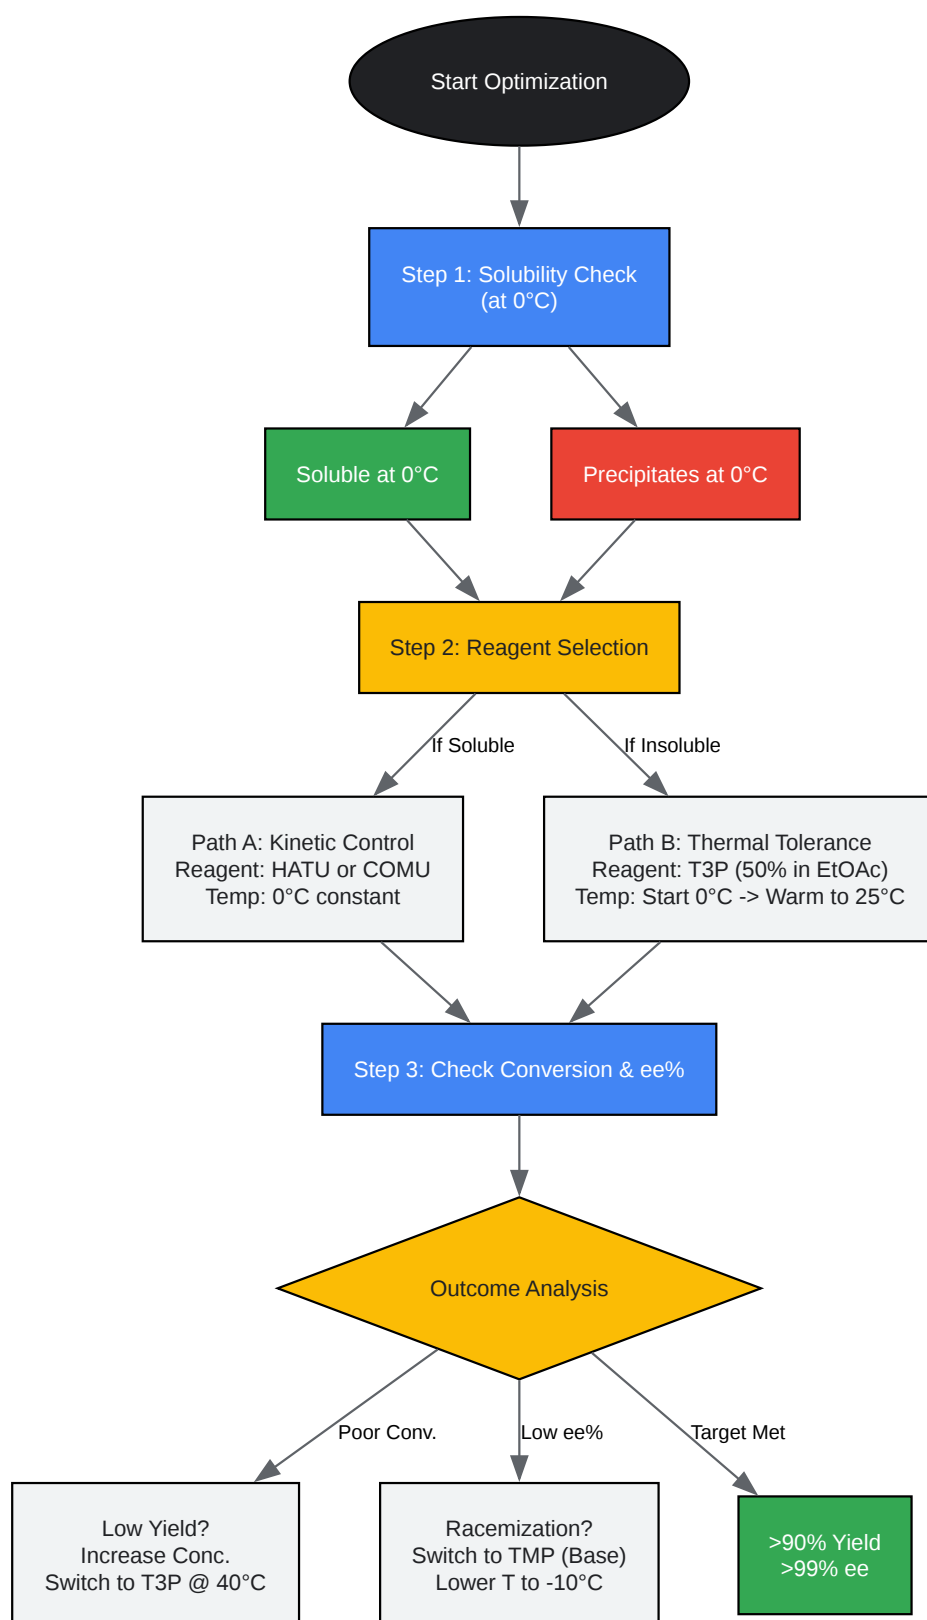 Start Optimization
Step 1: Solubility Check
(at 0°C)
Soluble at 0°C
Precipitates at 0°C
Step 2: Reagent Selection
If Soluble
If Insoluble
Path A: Kinetic Control
Reagent: HATU or COMU
Temp: 0°C constant
Path B: Thermal Tolerance
Reagent: T3P (50% in EtOAc)
Temp: Start 0°C -> Warm to 25°C
Step 3: Check Conversion & ee%
Outcome Analysis
Poor Conv.
Low ee%
Target Met
Low Yield?
Increase Conc.
Switch to T3P @ 40°C
Racemization?
Switch to TMP (Base)
Lower T to -10°C
>90% Yield
>99% ee